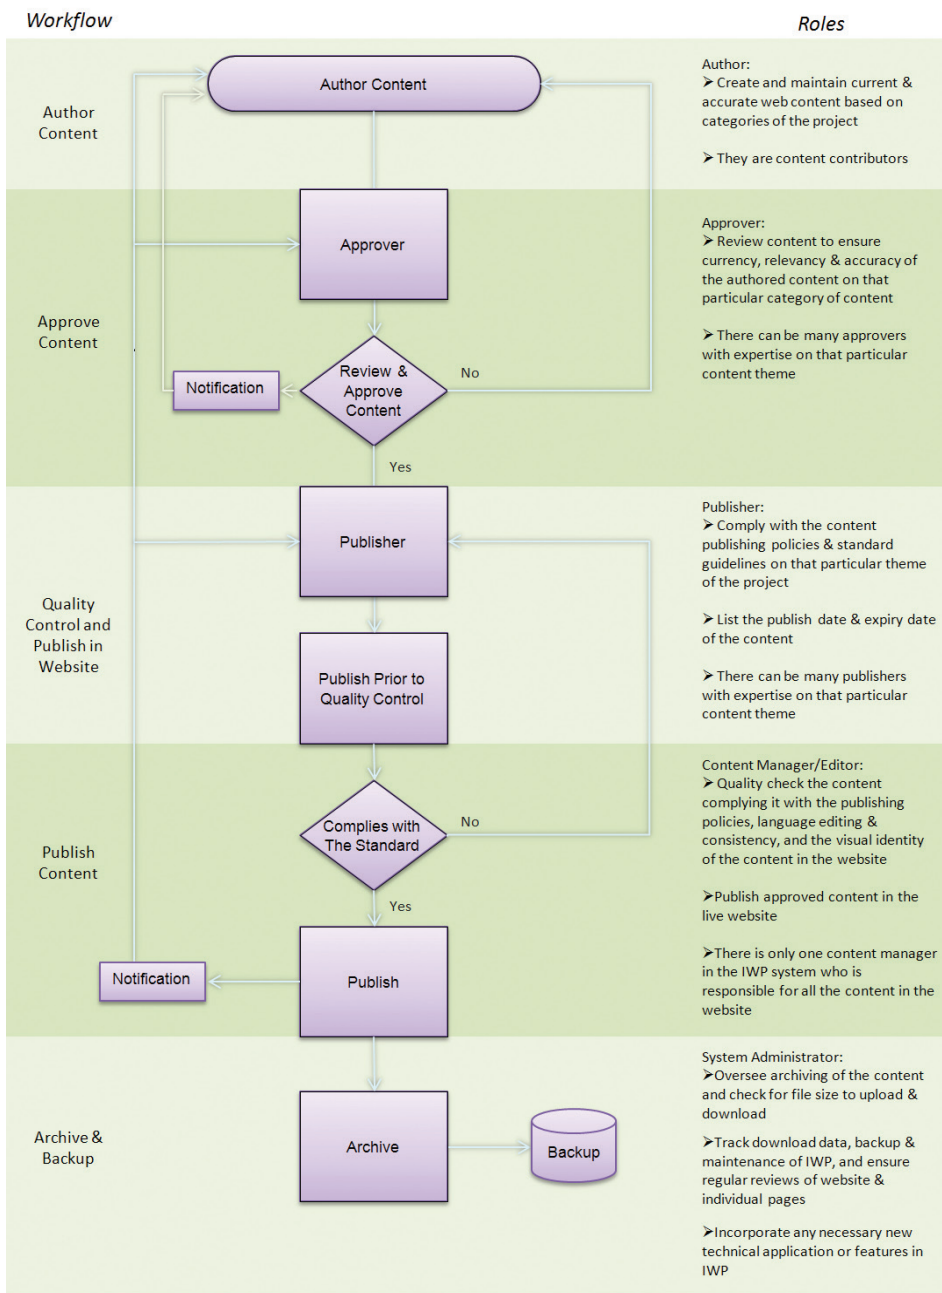 Workflow
Roles
Author
Content
Author Content
Author:
➤ Create and maintain current &
accurate web content based on
categories of the project
➤ They are content contributors
Approve
Content
Approver
Review &
Approve
Content
Notification
No
Yes
Approver:
➤ Review content to ensure
currency, relevancy & accuracy of
the authored content on that
particular category of content
➤ There can be many approvers
with expertise on that particular
content theme
Quality
Control and
Publish in
Website
Publisher
Publish Prior to
Quality Control
Publisher:
➤ Comply with the content
publishing policies & standard
guidelines on that particular theme
of the project
➤ List the publish date & expiry date
of the content
➤ There can be many publishers
with expertise on that particular
content theme
Publish
Content
Complies with
The Standard
No
Yes
Notification
Publish
Content Manager/Editor:
➤ Quality check the content
complying it with the publishing
policies, language editing &
consistency, and the visual identity
of the content in the website
➤Publish approved content in the
live website
➤There is only one content manager
in the IWP system who is
responsible for all the content in the
website
Archive &
Backup
Archive
Backup
System Administrator:
➤Oversee archiving of the content
and check for file size to upload &
download
➤Track download data, backup &
maintenance of IWP, and ensure
regular reviews of website &
individual pages
➤Incorporate any necessary new
technical application or features in
IWP